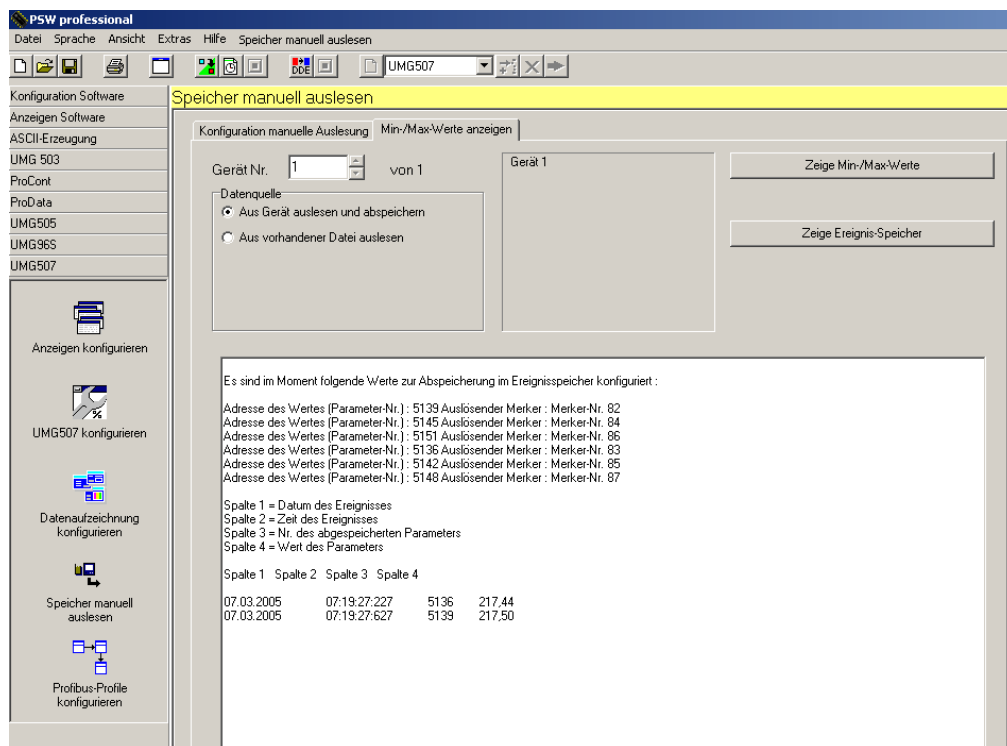 PSW professional
Datei Sprache Ansicht Extras Hilfe Speicher manuell auslesen
DDE
UMG507
Konfiguration Software
Anzeigen Software
ASCII-Erzeugung
UMG 503
ProCont
ProData
UMG505
UMG96S
UMG507
Anzeigen konfigurieren
UMG507 konfigurieren
Datenaufzeichnung
konfigurieren
Speicher manuell
auslesen
Profibus-Profile
konfigurieren
Speicher manuell auslesen
Konfiguration manuelle Auslesung Min-/Max-Werte anzeigen
Gerät Nr. 1 von 1
Datenquelle
Aus Gerät auslesen und abspeichern
Aus vorhandener Datei auslesen
Gerät 1
Zeige Min-/Max-Werte
Zeige Ereignis-Speicher
Es sind im Moment folgende Werte zur Abspeicherung im Ereignisspeicher konfiguriert :
Adresse des Wertes (Parameter-Nr.) : 5139 Auslösender Merker : Merker-Nr. 82
Adresse des Wertes (Parameter-Nr.) : 5145 Auslösender Merker : Merker-Nr. 84
Adresse des Wertes (Parameter-Nr.) : 5151 Auslösender Merker : Merker-Nr. 86
Adresse des Wertes (Parameter-Nr.) : 5136 Auslösender Merker : Merker-Nr. 83
Adresse des Wertes (Parameter-Nr.) : 5142 Auslösender Merker : Merker-Nr. 85
Adresse des Wertes (Parameter-Nr.) : 5148 Auslösender Merker : Merker-Nr. 87
Spalte 1 = Datum des Ereignisses
Spalte 2 = Zeit des Ereignisses
Spalte 3 = Nr. des abgespeicherten Parameters
Spalte 4 = Wert des Parameters
Spalte 1 Spalte 2 Spalte 3 Spalte 4
07.03.2005 07:19:27:227 5136 217,44
07.03.2005 07:19:27:627 5139 217,50